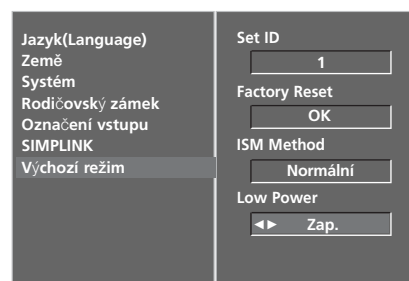 Jazyk(Language)
Země
Systém
Rodičovský zámek
Označení vstupu
SIMPLINK
Výchozí režim
Set ID
1
Factory Reset
OK
ISM Method
Normální
Low Power
◄► Zap.